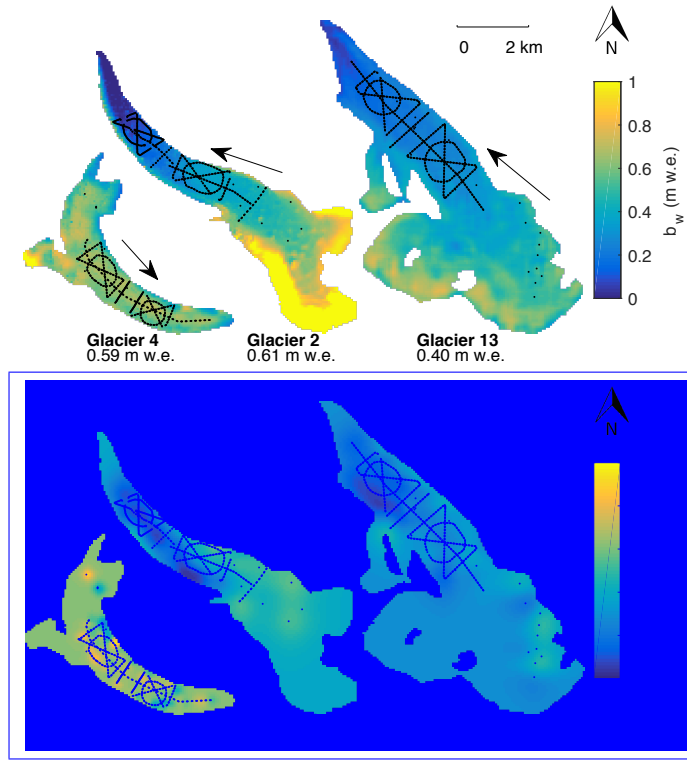 N
0 2 km
1
0.8
0.6
0.4
0.2
0
b_w (m w.e.)
Glacier 4
0.59 m w.e.
Glacier 2
0.61 m w.e.
Glacier 13
0.40 m w.e.
N